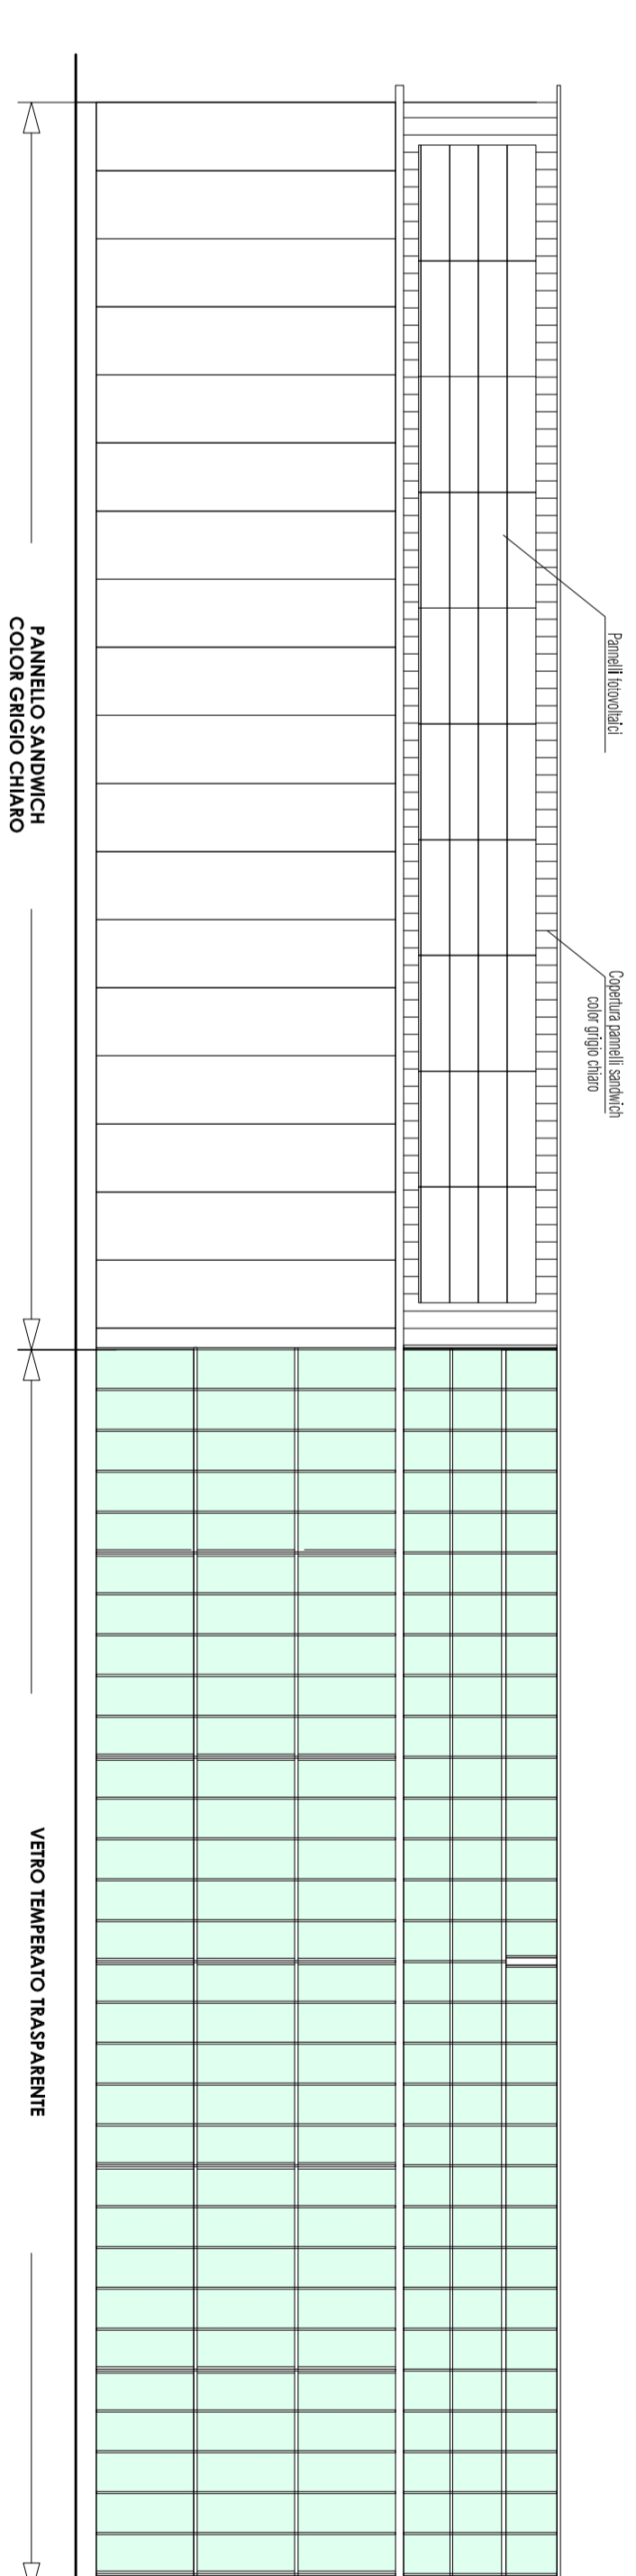 Pannelli fotovoltaici
Copertura pannelli sandwich
color grigio chiaro
PANNELLO SANDWICH
COLOR GRIGIO CHIARO
VETRO TEMPERATO TRASPARENTE